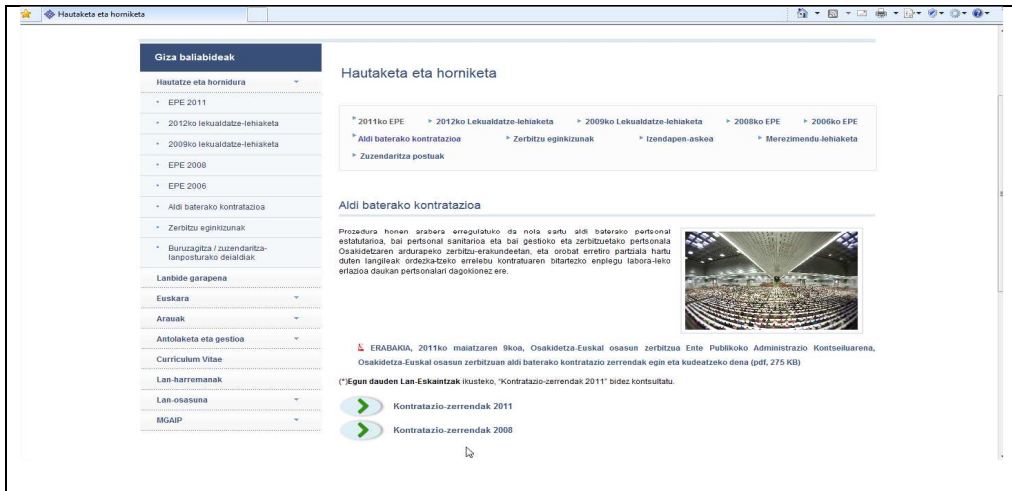 Hautaketa eta horniketa
Giza baliabideak
Hautatze eta hornidura
EPE 2011
2012ko lekualdatze-lehiaketa
2009ko lekualdatze-lehiaketa
EPE 2008
EPE 2006
Aldi baterako kontratazioa
Zerbitzu eginkizunak
Buruzagitza / zuzendaritza-
lanposturako deialdiak
Lanbide garapena
Euskara
Arauak
Antolaketa eta gestioa
Curriculum Vitae
Lan-harremanak
Lan-osasuna
MGAIP
Hautaketa eta horniketa
2011ko EPE 2012ko Lekualdatze-lehiaketa 2009ko Lekualdatze-lehiaketa 2008ko EPE 2006ko EPE
Aldi baterako kontratazioa Zerbitzu eginkizunak Izendapen-askea Merezimendu-lehiaketa
Zuzendaritza postuak
Aldi baterako kontratazioa
Prozedura honen arabera erregulatuko da nola sartu aldi baterako pertsonal
estatutarioa, bai pertsonal sanitarioa eta bai gestioko eta zerbitzuetako pertsonala
Osakidetzaren ardurapeko zerbitzu-erakundeetan, eta orobat erretiro partziala hartu
duten langileak ordezka-tzeko errelebu kontratuaren bitartezko enplegu labora-leko
erlazioa daukan pertsonalari dagokionez ere.
ERABAKIA, 2011ko maiatzaren 9koa, Osakidetza-Euskal osasun zerbitzua Ente Publikoko Administrazio Kontseiluarena,
Osakidetza-Euskal osasun zerbitzuan aldi baterako kontratazio zerrendak egin eta kudeatzeko dena (pdf, 275 KB)
(*)Egun dauden Lan-Eskaintzak ikusteko, "Kontratazio-zerrendak 2011" bidez kontsultatu.
Kontratazio-zerrendak 2011
Kontratazio-zerrendak 2008